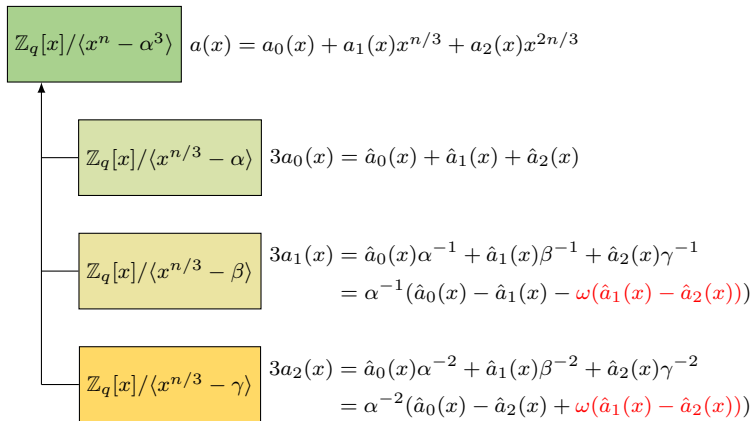 ℤ_q[x]/⟨x^n − α^3⟩ a(x) = a_0(x) + a_1(x)x^{n/3} + a_2(x)x^{2n/3}
ℤ_q[x]/⟨x^{n/3} − α⟩ 3a_0(x) = â_0(x) + â_1(x) + â_2(x)
ℤ_q[x]/⟨x^{n/3} − β⟩ 3a_1(x) = â_0(x)α^{−1} + â_1(x)β^{−1} + â_2(x)γ^{−1}
= α^{−1}(â_0(x) − â_1(x) − ω(â_1(x) − â_2(x)))
ℤ_q[x]/⟨x^{n/3} − γ⟩ 3a_2(x) = â_0(x)α^{−2} + â_1(x)β^{−2} + â_2(x)γ^{−2}
= α^{−2}(â_0(x) − â_2(x) + ω(â_1(x) − â_2(x)))